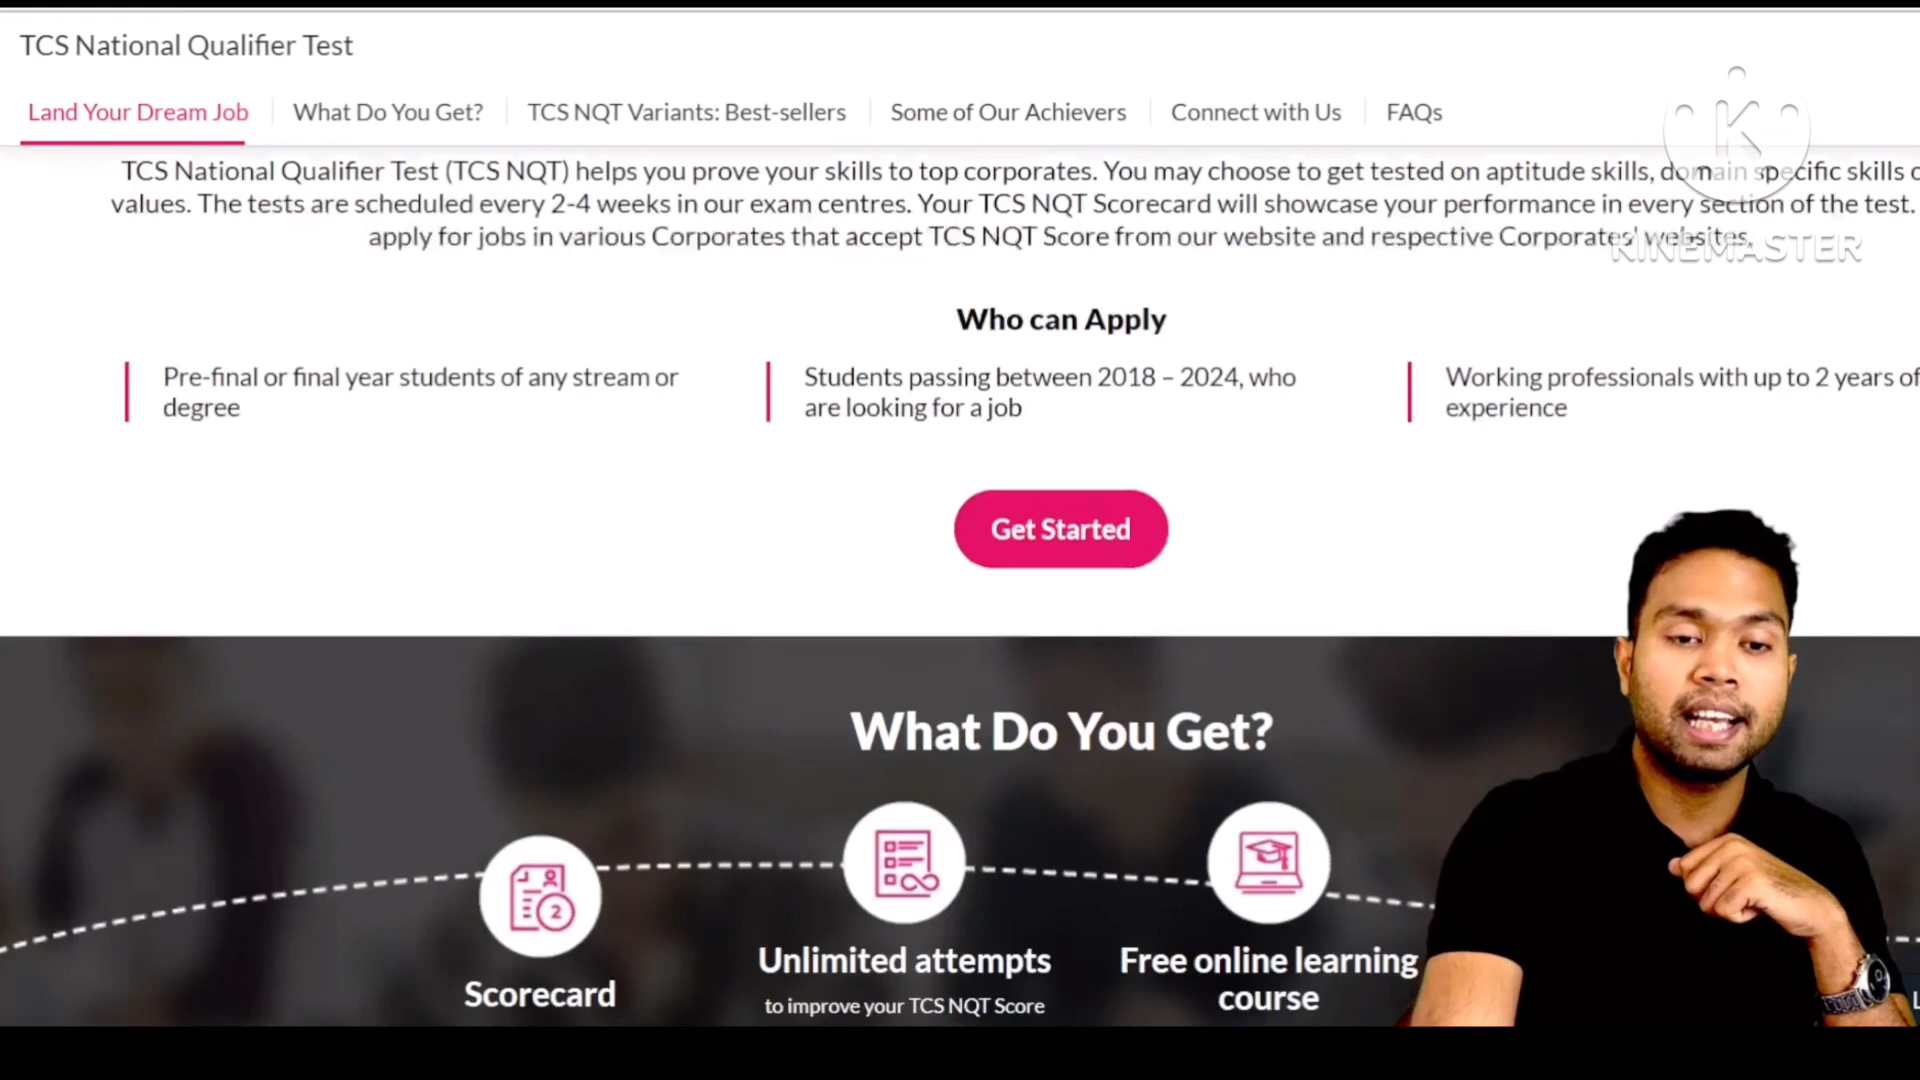 TCS National Qualifier Test
Land Your Dream Job
What Do You Get?
TCS NQT Variants: Best-sellers
Some of Our Achievers
Connect with Us
FAQs
TCS National Qualifier Test (TCS NQT) helps you prove your skills to top corporates. You may choose to get tested on aptitude skills, domain specific skills
values. The tests are scheduled every 2-4 weeks in our exam centres. Your TCS NQT Scorecard will showcase your performance in every section of the test.
apply for jobs in various Corporates that accept TCS NQT Score from our website and respective Corporates' websites.
K
KINEMASTER
Who can Apply
Pre-final or final year students of any stream or
degree
Students passing between 2018 – 2024, who
are looking for a job
Working professionals with up to 2 years of
experience
Get Started
What Do You Get?
2
Scorecard
Unlimited attempts
to improve your TCS NQT Score
Free online learning
course